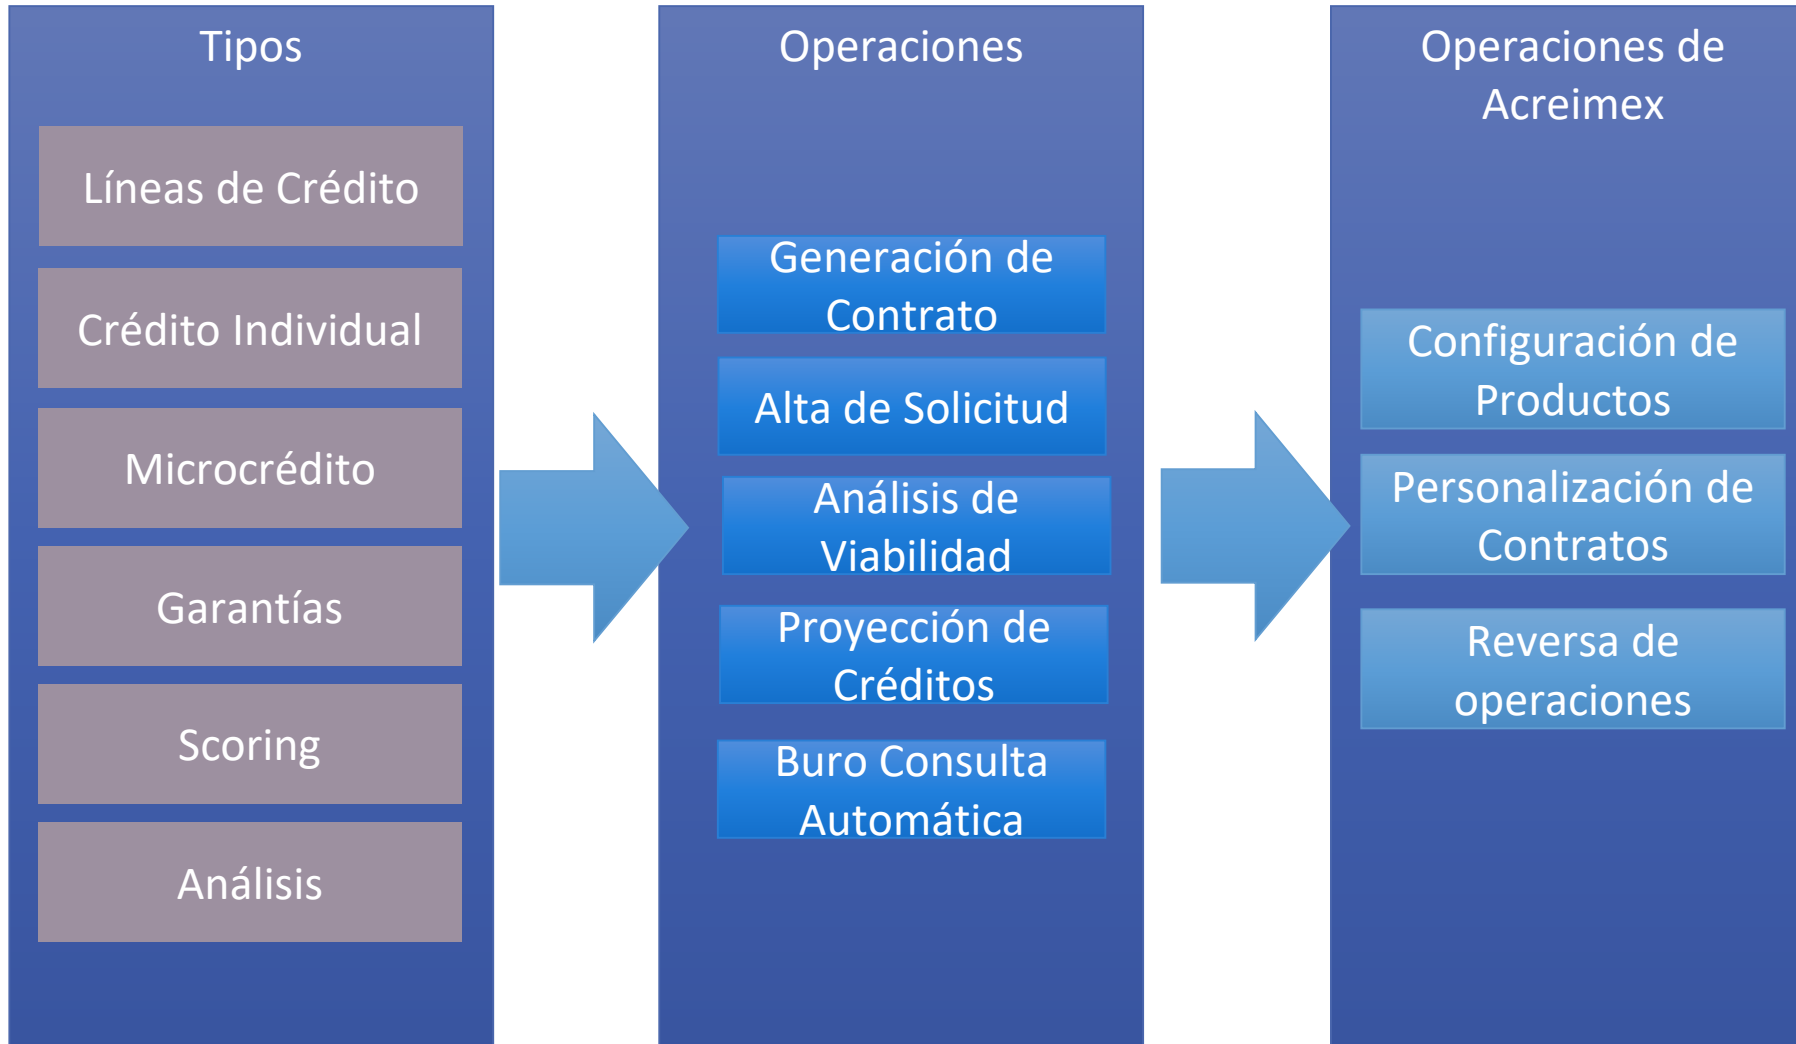 Tipos
Líneas de Crédito
Crédito Individual
Microcrédito
Garantías
Scoring
Análisis
Operaciones
Generación de
Contrato
Alta de Solicitud
Análisis de
Viabilidad
Proyección de
Créditos
Buro Consulta
Automática
Operaciones de
Acreimex
Configuración de
Productos
Personalización de
Contratos
Reversa de
operaciones